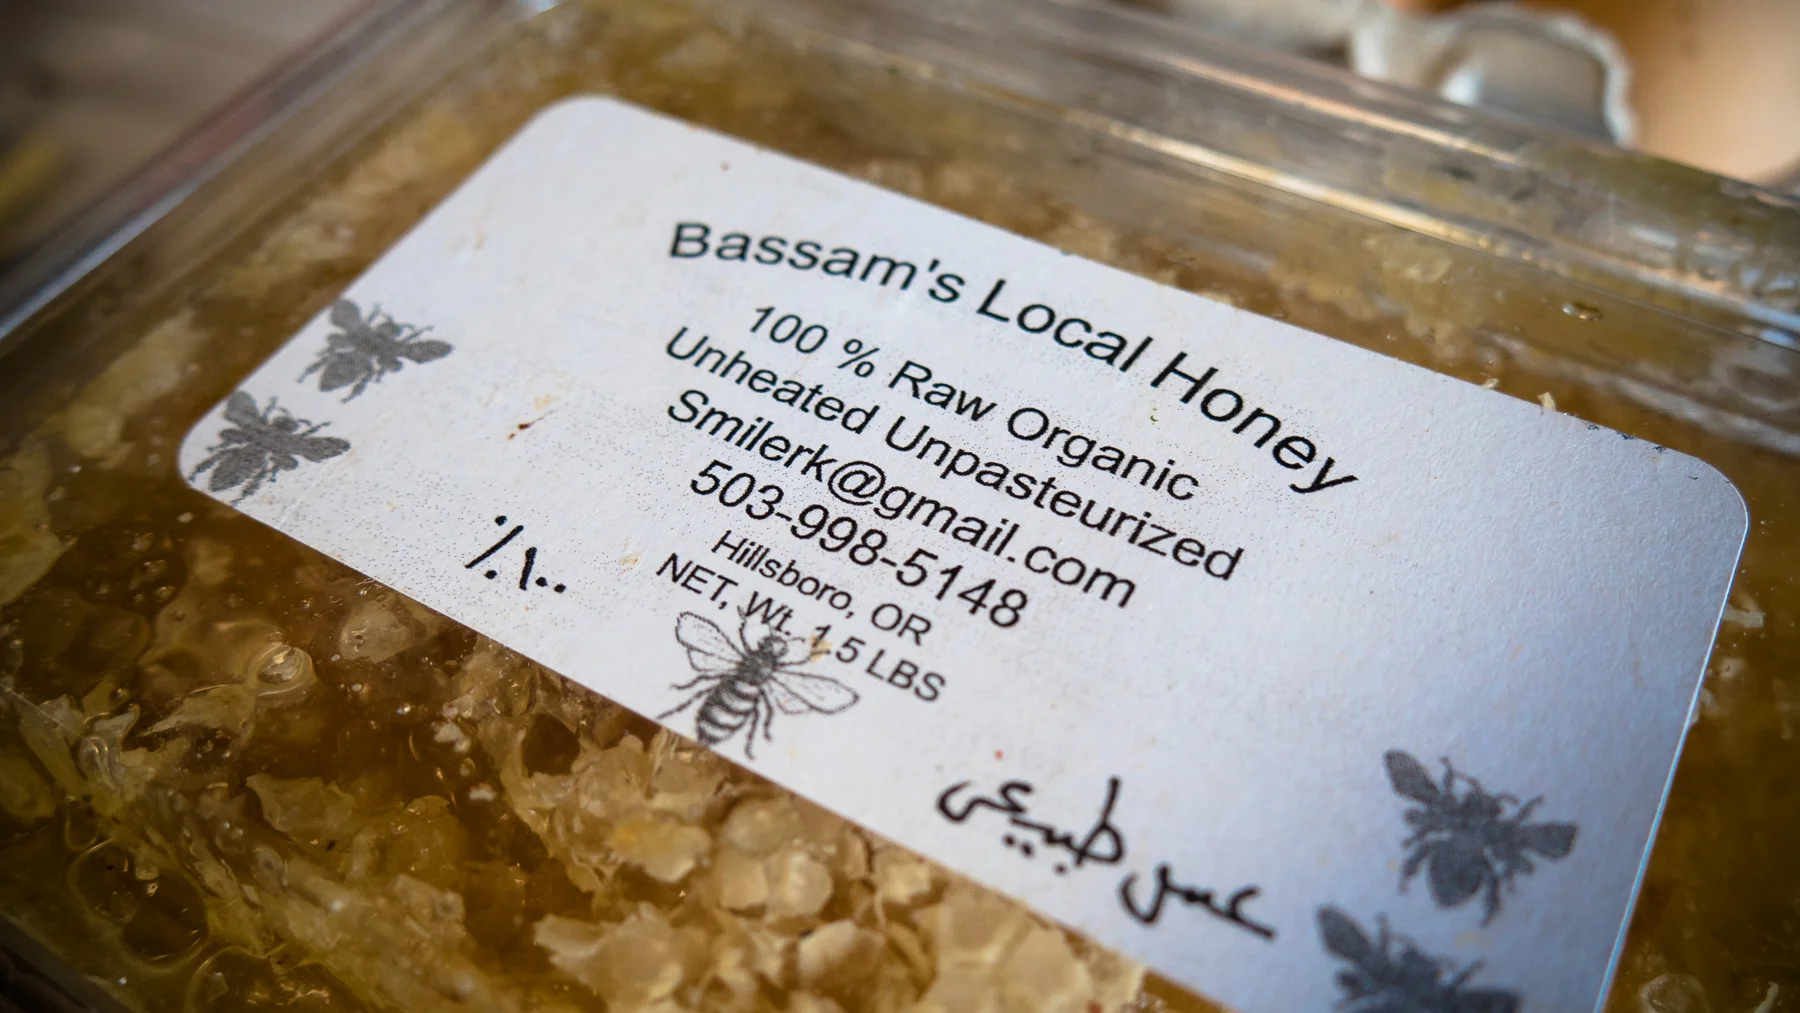 Bassam's Local Honey
100 % Raw Organic
Unheated Unpasteurized
Smilerk@gmail.com
503-998-5148
Hillsboro, OR
NET, Wt. 1.5 LBS
٪١٠٠
عسل طبيعي